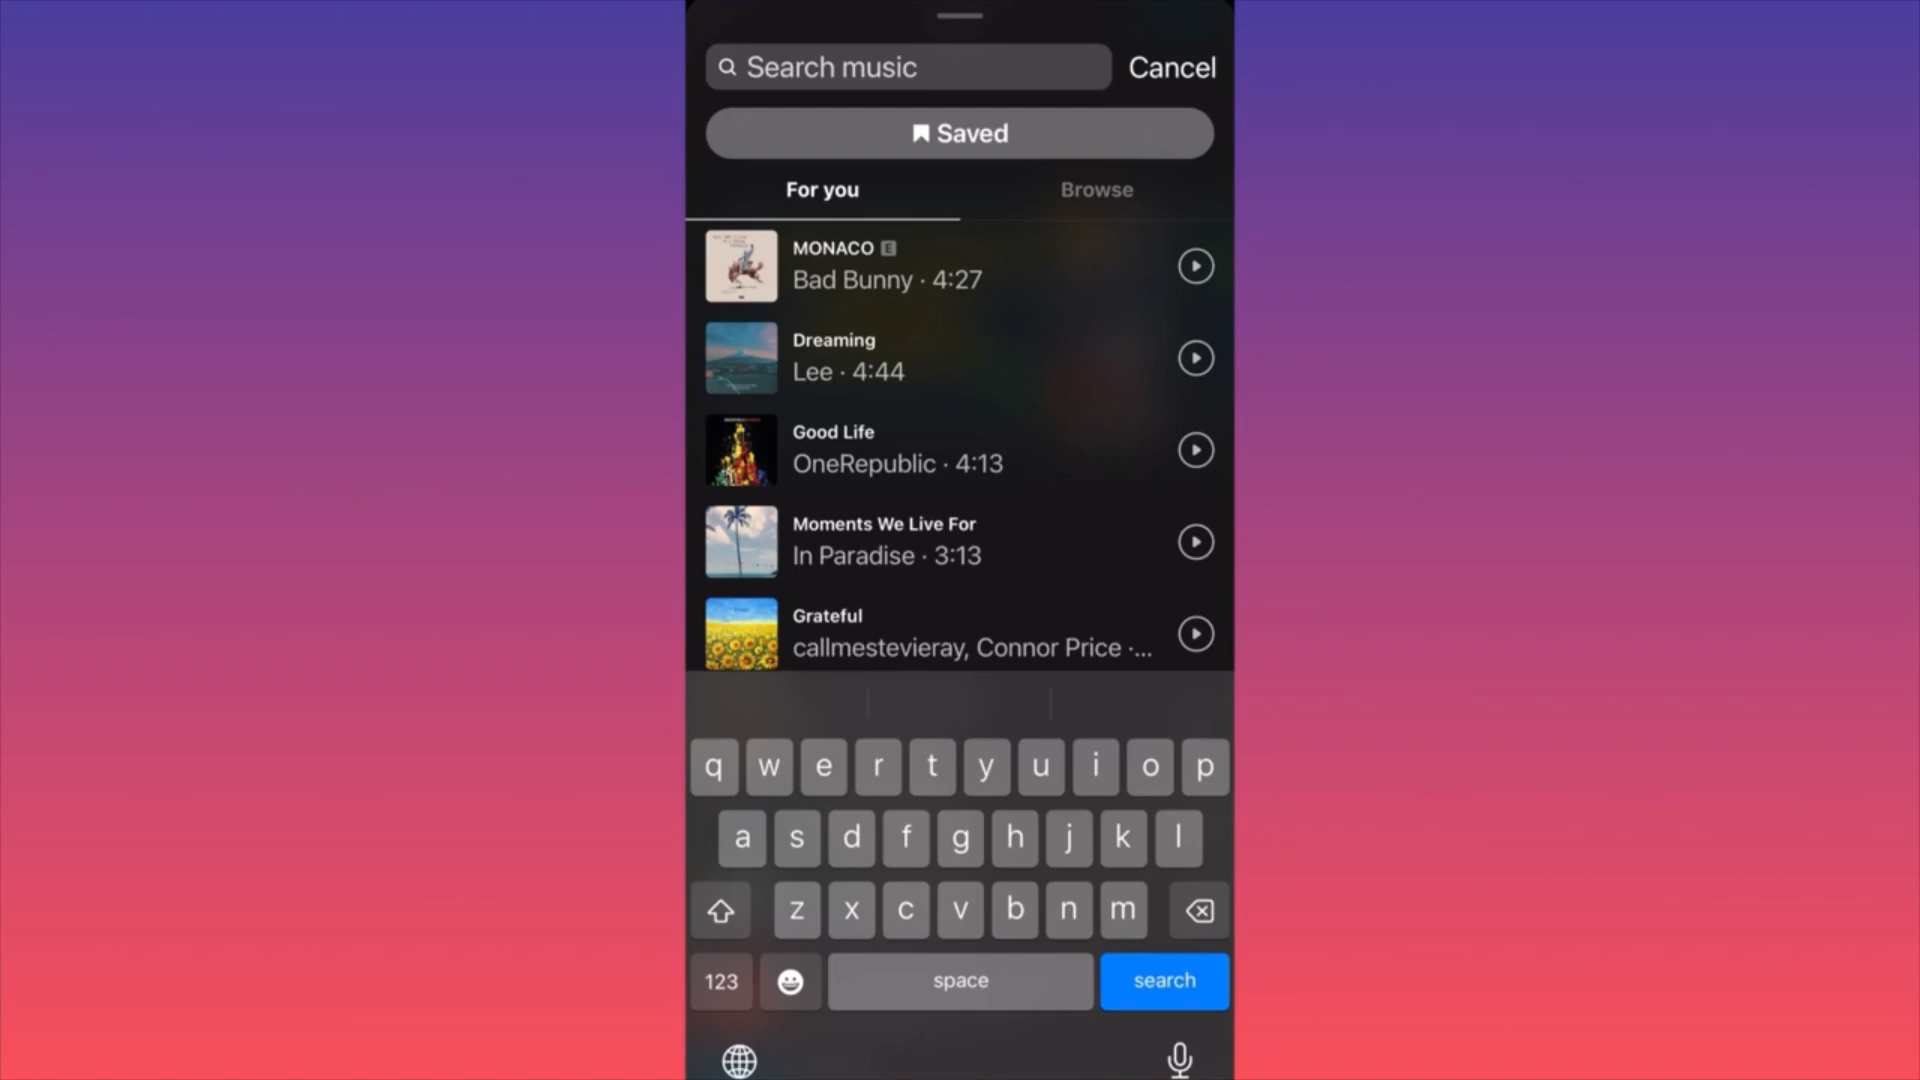 Search music
Cancel
Saved
For you
Browse
MONACO E
Bad Bunny · 4:27
Dreaming
Lee · 4:44
Good Life
OneRepublic · 4:13
Moments We Live For
In Paradise · 3:13
Grateful
callmestevieray, Connor Price ·...
q w e r t y u i o p
a s d f g h j k l
z x c v b n m
123 space search